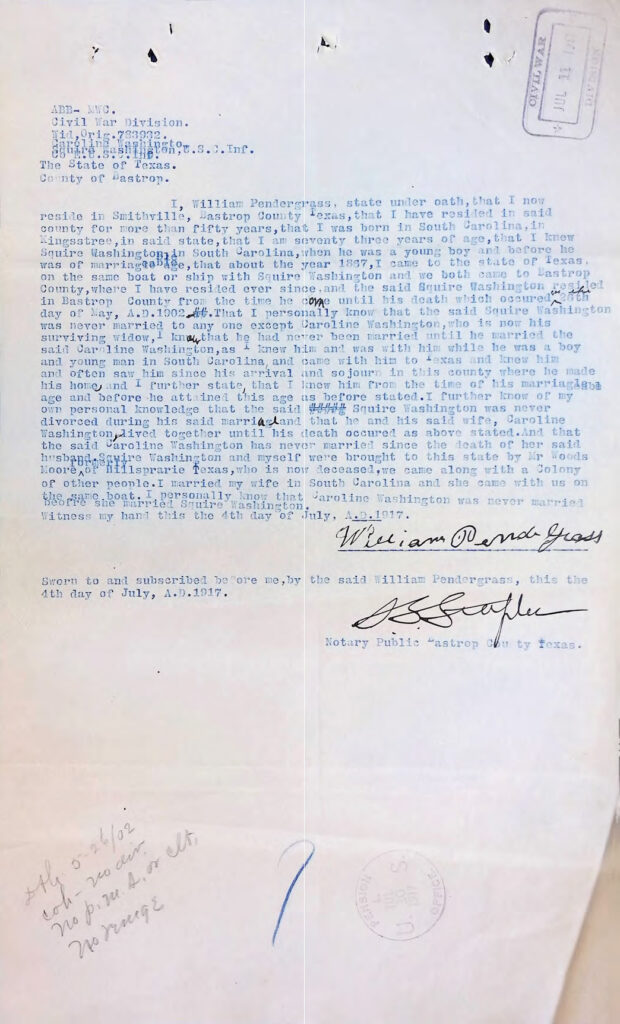 CIVIL WAR
JUL 11 1917
DIVISION
ABB- MWC.
Civil War Division.
Wid,Orig.783932.
Caroline Washington,
Squire Washington,U.S.C.Inf.
The State of Texas.
County of Bastrop.
I, William Pendergrass, state under oath,that I now
reside in Smithville, Bastrop County Texas,that I have resided in said
county for more than fifty years,that I was born in South Carolina,in
Kingsstree,in said state,that I am seventy three years of age,that I knew
Squire Washington,in South Carolina,when he was a young boy and before he
was of marriageable age,that about the year 1867,I came to the state of Texas.
on the same boat or ship with Squire Washington and we both came to Bastrop
County,where I have resided ever since,and the said Squire Washington resided
in Bastrop County from the time he come until his death which occured on the 26th
day of May, A.D.1902 ##.That I personally know that the said Squire Washington
was never married to any one except Caroline Washington,who is now his
surviving widow,I know that he had never been married until he married the
said Caroline Washington,as I knew him and was with him while he was a boy
and young man in South Carolina,and came with him to Texas and knew him
and often saw him since his arrival and sojourn in this county where he made
his home,and I further state,that I knew him from the time of his marriagable
age and before he attained this age as before stated.I further know of my
own personal knowledge that the said ##### Squire Washington was never
divorced during his said marriage and that he and his said wife, Caroline
Washington,lived together until his death occured as above stated.And that
the said Caroline Washington has never married since the death of her said
husband.Squire Washington and myself were brought to this state by Mr Woods
Moore,formerly of Hillsprarie Texas,who is now deceased,we came along with a Colony
of other people.I married my wife in South Carolina and she came with us on
the same boat. I personally know that Caroline Washington was never married
beofre she married Squire Washington.
Witness my hand this the 4th day of July, A.D.1917.
William Pendegrass
Sworn to and subscribed before me,by the said William Pendergrass, this the
4th day of July, A.D.1917.
Notary Public Bastrop County Texas.
5-26/02
coh- no div.
no p.m.s. or clt.
U.S.
PENSION
OFFICE
1917